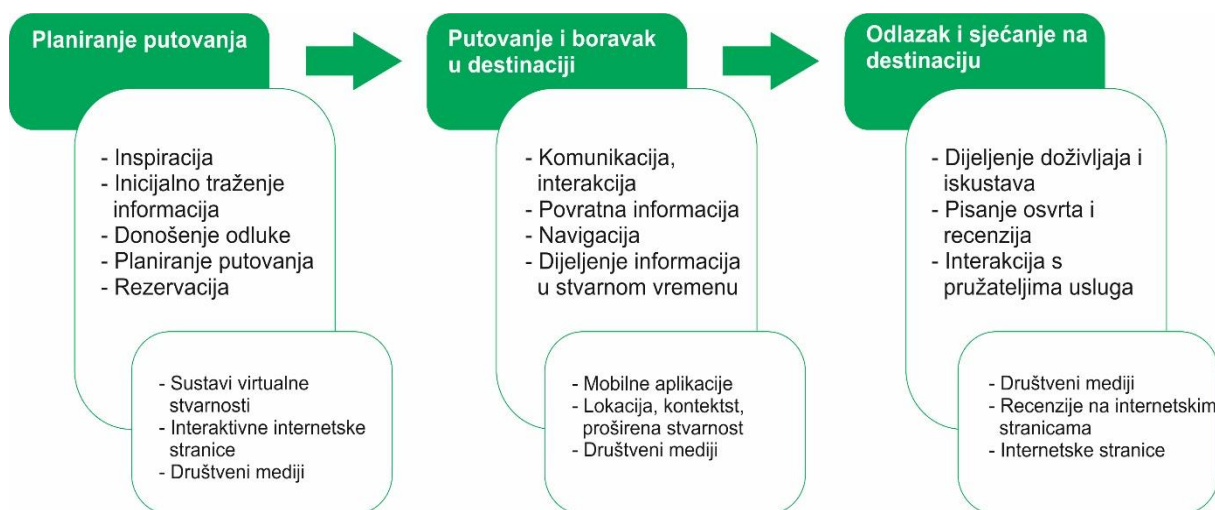 Planiranje putovanja
- Inspiracija
- Inicijalno traženje
informacija
- Donošenje odluke
- Planiranje putovanja
- Rezervacija
- Sustavi virtualne
stvarnosti
- Interaktivne internetske
stranice
- Društveni mediji
Putovanje i boravak
u destinaciji
- Komunikacija,
interakcija
- Povratna informacija
- Navigacija
- Dijeljenje informacija
u stvarnom vremenu
- Mobilne aplikacije
- Lokacija, kontektst,
proširena stvarnost
- Društveni mediji
Odlazak i sjećanje na
destinaciju
- Dijeljenje doživljaja i
iskustava
- Pisanje osvrta i
recenzija
- Interakcija s
pružateljima usluga
- Društveni mediji
- Recenzije na internetskim
stranicama
- Internetske stranice